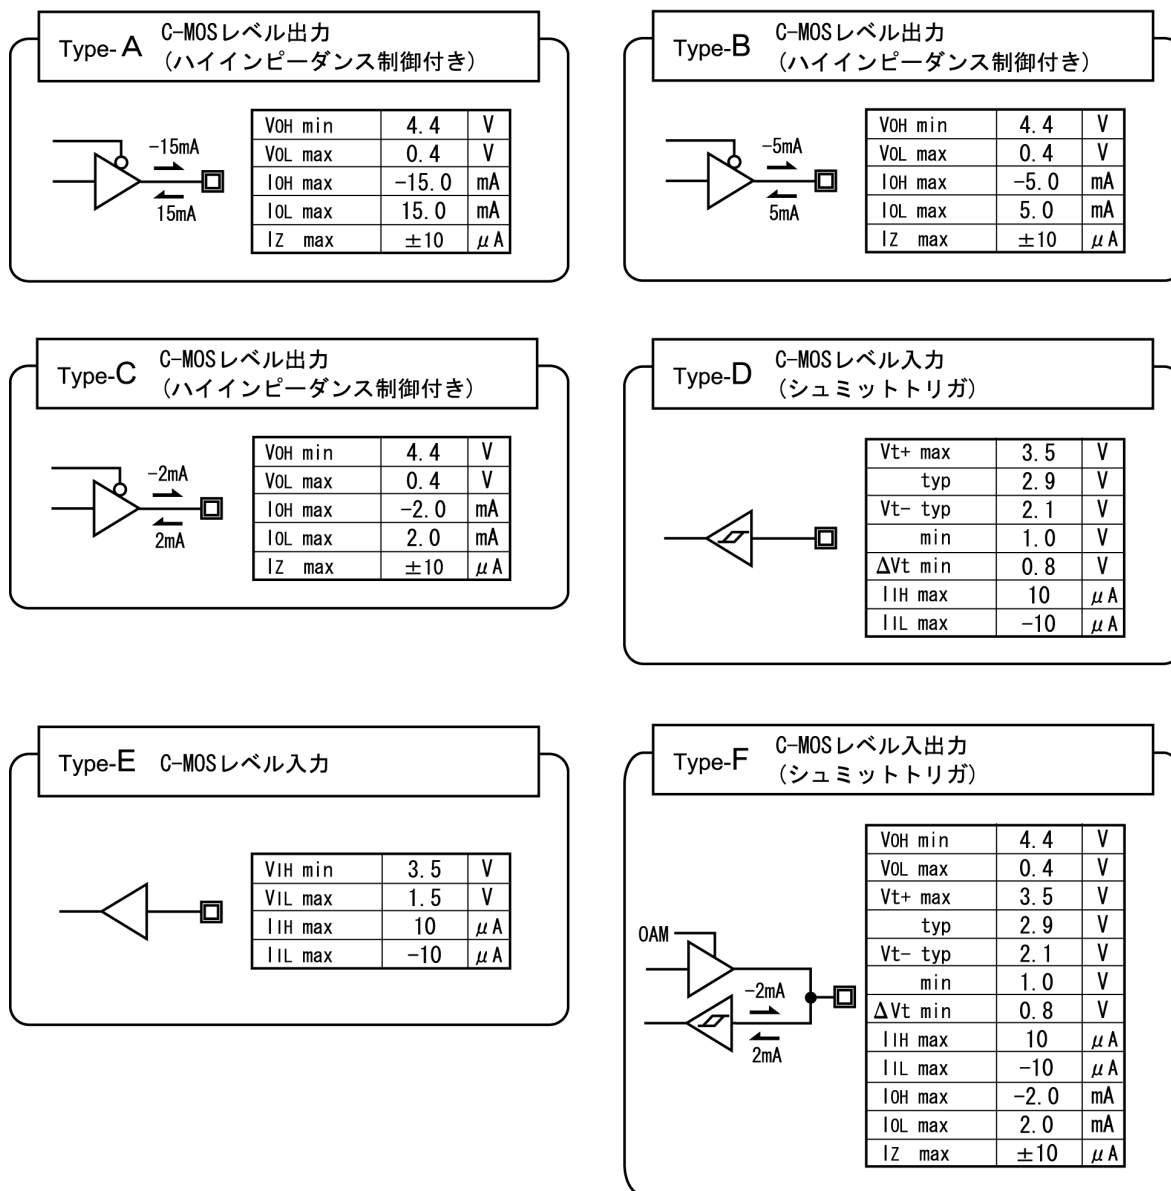 Type-A C-MOSレベル出力
(ハイインピーダンス制御付き)
-15mA
15mA
VOH min 4.4 V
VOL max 0.4 V
IOH max -15.0 mA
IOL max 15.0 mA
IZ max ±10 μA
Type-B C-MOSレベル出力
(ハイインピーダンス制御付き)
-5mA
5mA
VOH min 4.4 V
VOL max 0.4 V
IOH max -5.0 mA
IOL max 5.0 mA
IZ max ±10 μA
Type-C C-MOSレベル出力
(ハイインピーダンス制御付き)
-2mA
2mA
VOH min 4.4 V
VOL max 0.4 V
IOH max -2.0 mA
IOL max 2.0 mA
IZ max ±10 μA
Type-D C-MOSレベル入力
(シュミットトリガ)
Vt+ max 3.5 V
typ 2.9 V
Vt- typ 2.1 V
min 1.0 V
ΔVt min 0.8 V
IIH max 10 μA
IIL max -10 μA
Type-E C-MOSレベル入力
VIH min 3.5 V
VIL max 1.5 V
IIH max 10 μA
IIL max -10 μA
Type-F C-MOSレベル入出力
(シュミットトリガ)
OAM
-2mA
2mA
VOH min 4.4 V
VOL max 0.4 V
Vt+ max 3.5 V
typ 2.9 V
Vt- typ 2.1 V
min 1.0 V
ΔVt min 0.8 V
IIH max 10 μA
IIL max -10 μA
IOH max -2.0 mA
IOL max 2.0 mA
IZ max ±10 μA